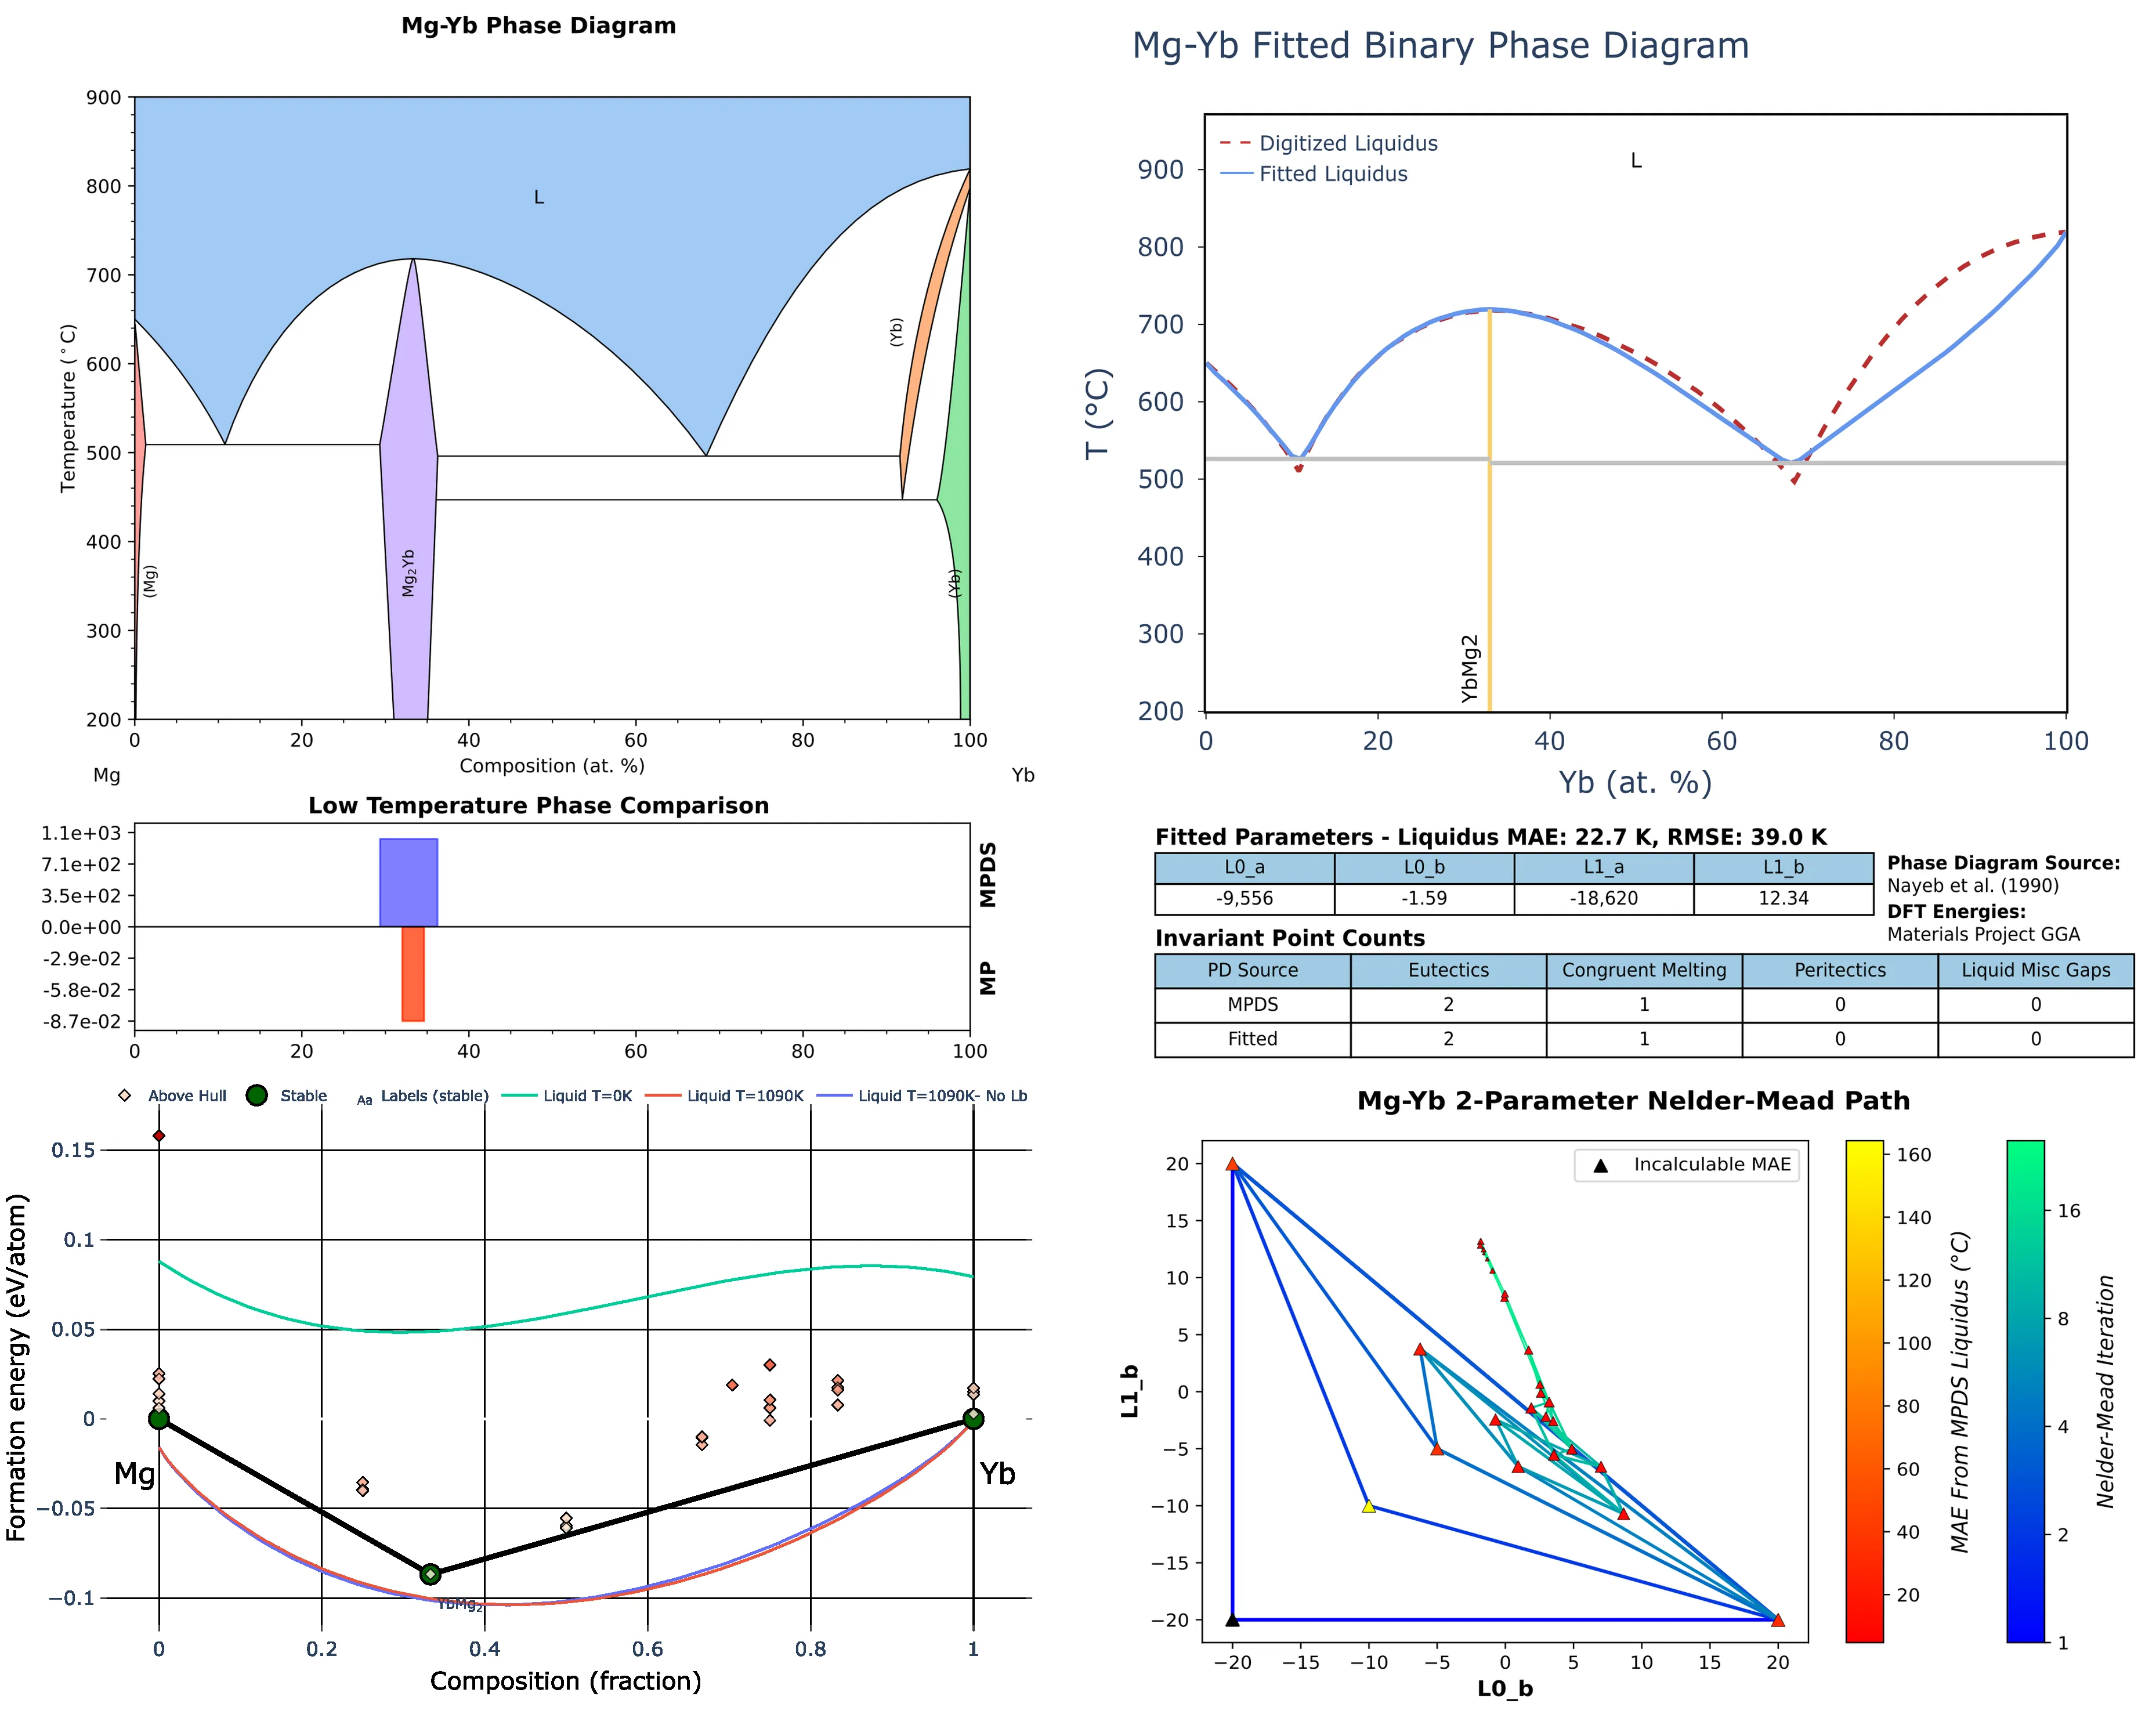 Mg-Yb Phase Diagram
900
800
700
600
500
400
300
200
Temperature (°C)
L
(Mg)
Mg2Yb
(Yb)
(Yb)
0 20 40 60 80 100
Composition (at. %)
Mg
Yb
Low Temperature Phase Comparison
1.1e+03
7.1e+02
3.5e+02
0.0e+00
-2.9e-02
-5.8e-02
-8.7e-02
MPDS
MP
0 20 40 60 80 100
Above Hull Stable Aa Labels (stable) Liquid T=0K Liquid T=1090K Liquid T=1090K- No Lb
0.15
0.1
0.05
0
−0.05
−0.1
Formation energy (eV/atom)
Mg
Yb
YbMg2
0 0.2 0.4 0.6 0.8 1
Composition (fraction)
Mg-Yb Fitted Binary Phase Diagram
Digitized Liquidus
Fitted Liquidus
L
900
800
700
600
500
400
300
200
T (°C)
YbMg2
0 20 40 60 80 100
Yb (at. %)
Fitted Parameters - Liquidus MAE: 22.7 K, RMSE: 39.0 K
L0_a L0_b L1_a L1_b
-9,556 -1.59 -18,620 12.34
Phase Diagram Source:
Nayeb et al. (1990)
DFT Energies:
Materials Project GGA
Invariant Point Counts
PD Source Eutectics Congruent Melting Peritectics Liquid Misc Gaps
MPDS 2 1 0 0
Fitted 2 1 0 0
Mg-Yb 2-Parameter Nelder-Mead Path
Incalculable MAE
20
15
10
5
0
−5
−10
−15
−20
L1_b
−20 −15 −10 −5 0 5 10 15 20
L0_b
160
140
120
100
80
60
40
20
MAE From MPDS Liquidus (°C)
16
8
4
2
1
Nelder-Mead Iteration